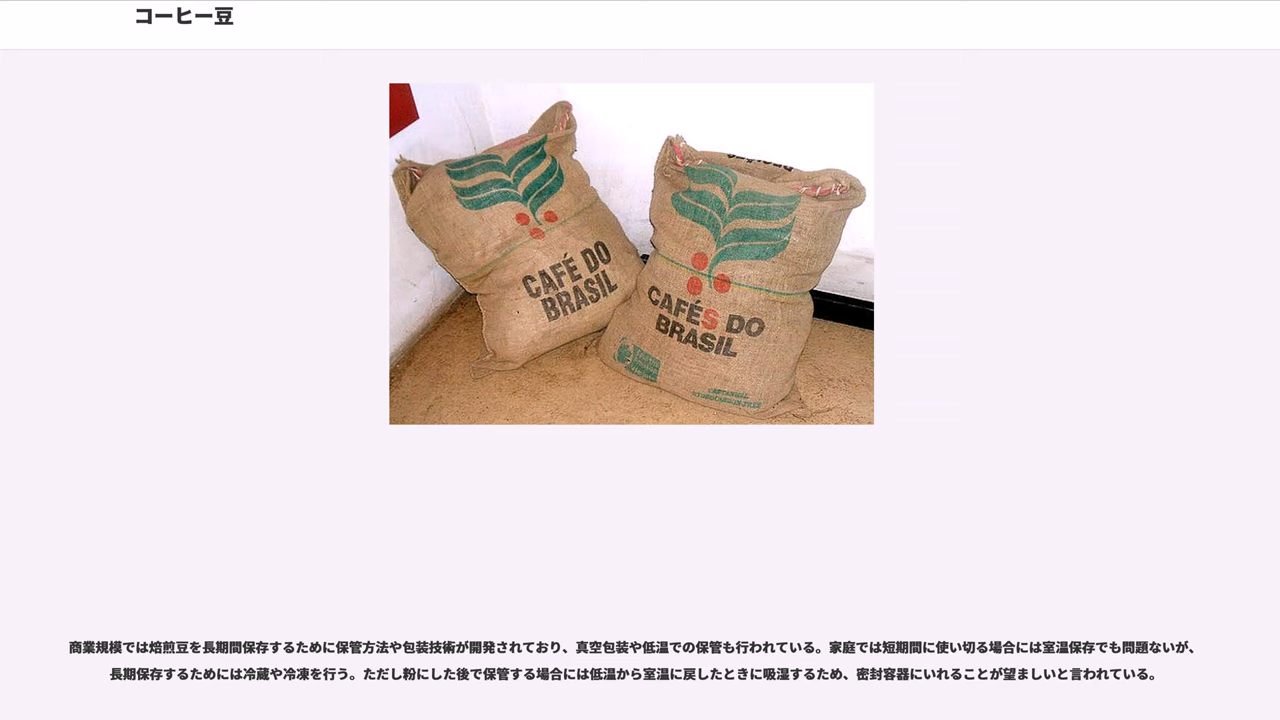 コーヒー豆
CAFÉ DO
BRASIL
CAFÉS DO
BRASIL
商業規模では焙煎豆を長期間保存するために保管方法や包装技術が開発されており、真空包装や低温での保管も行われている。家庭では短期間に使い切る場合には室温保存でも問題ないが、
長期保存するためには冷蔵や冷凍を行う。ただし粉にした後で保管する場合には低温から室温に戻したときに吸湿するため、密封容器にいれることが望ましいと言われている。